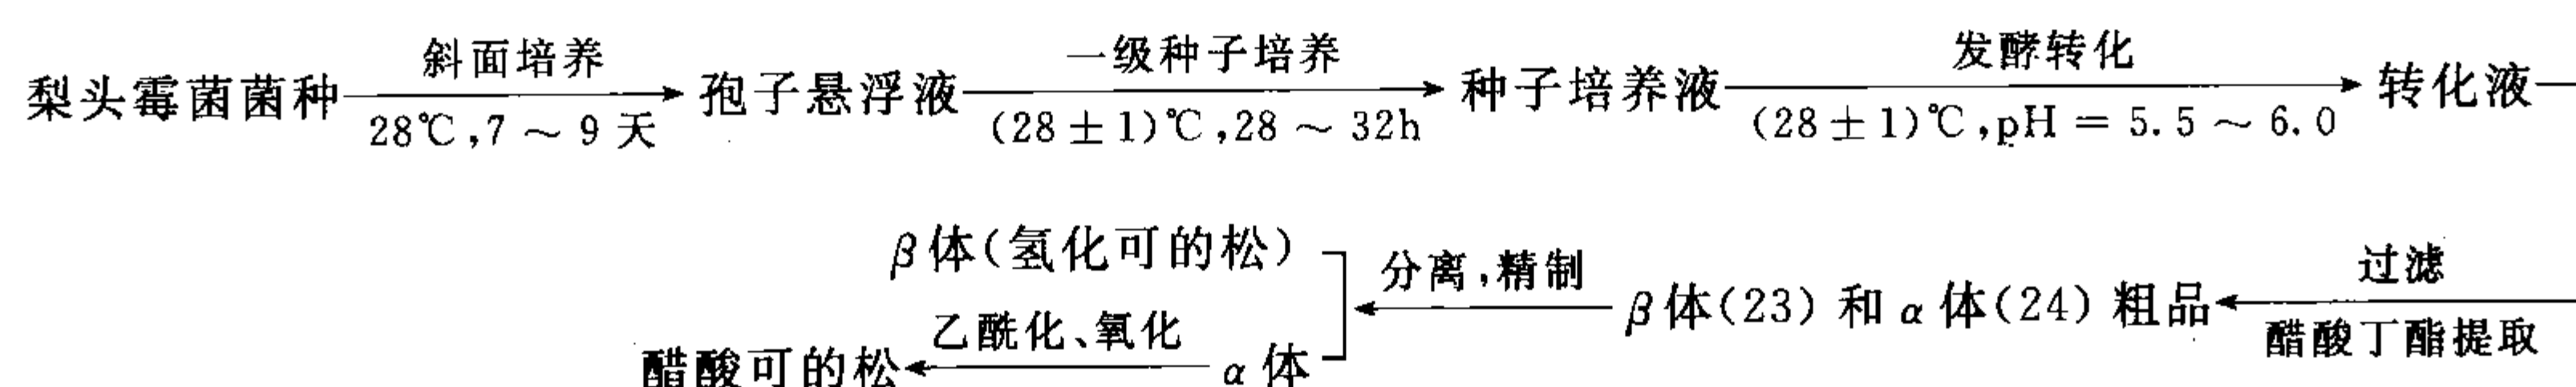 斜面培养 一级种子培养 发酵转化
梨头霉菌菌种 孢子悬浮液 种子培养液 转化液
28℃,7～9天 (28±1)℃,28～32h (28±1)℃,pH=5.5～6.0
β体(氢化可的松) 分离,精制 过滤
β体(23)和α体(24)粗品
乙酰化、氧化 醋酸丁酯提取
醋酸可的松 α体